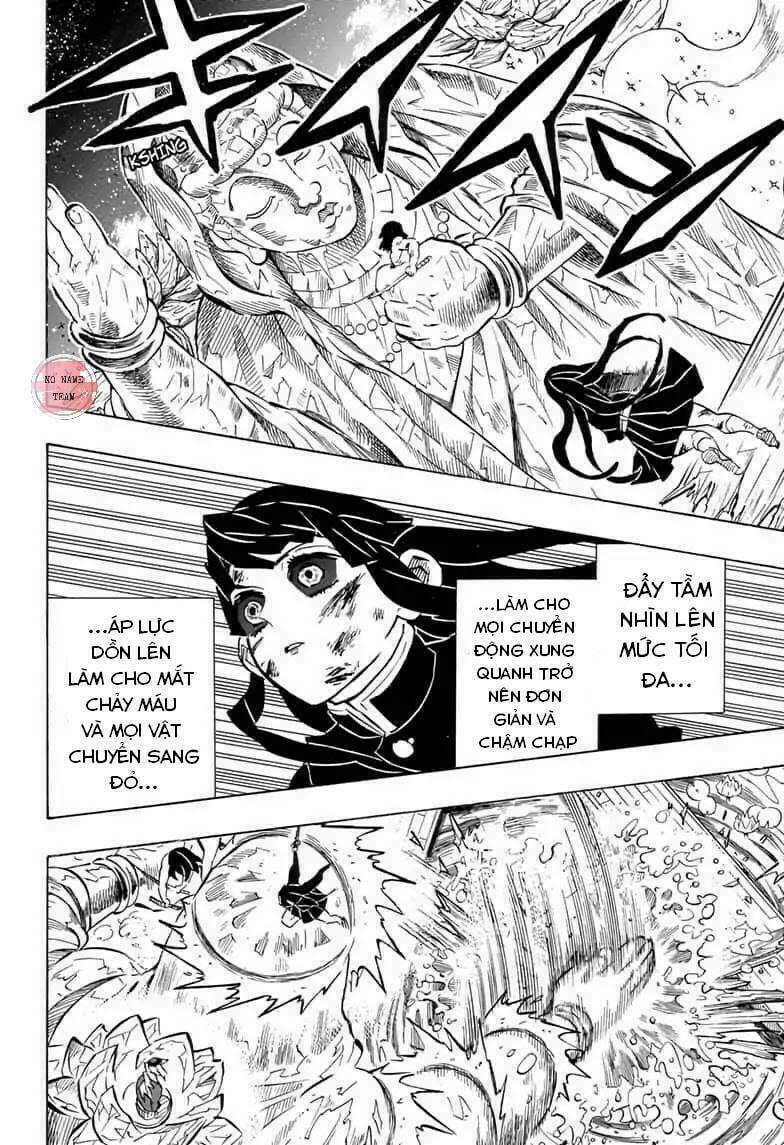 KSHING
NO NAME
TEAM
ĐẨY TẦM
NHÌN LÊN
MỨC TỐI
ĐA...
...LÀM CHO
MỌI CHUYỂN
ĐỘNG XUNG
QUANH TRỞ
NÊN ĐƠN
GIẢN VÀ
CHẬM CHẠP
...ÁP LỰC
DỒN LÊN
LÀM CHO MẮT
CHẢY MÁU
VÀ MỌI VẬT
CHUYỂN SANG
ĐỎ...